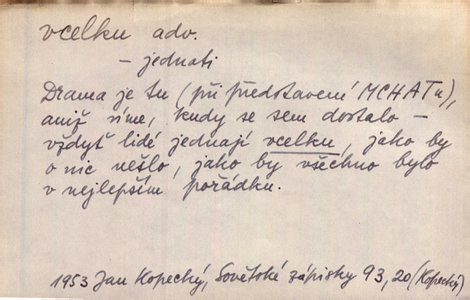 vcelku adv.
- jednati
Drama je tu (při představení MCHATu),
aniž víme, kudy se sem dostalo -
vždyť lidé jednají vcelku, jako by
o nic nešlo, jako by všechno bylo
v nejlepším pořádku.
1953 Jan Kopecký, Sovětské zápisky 93, 20 (Kopecký)